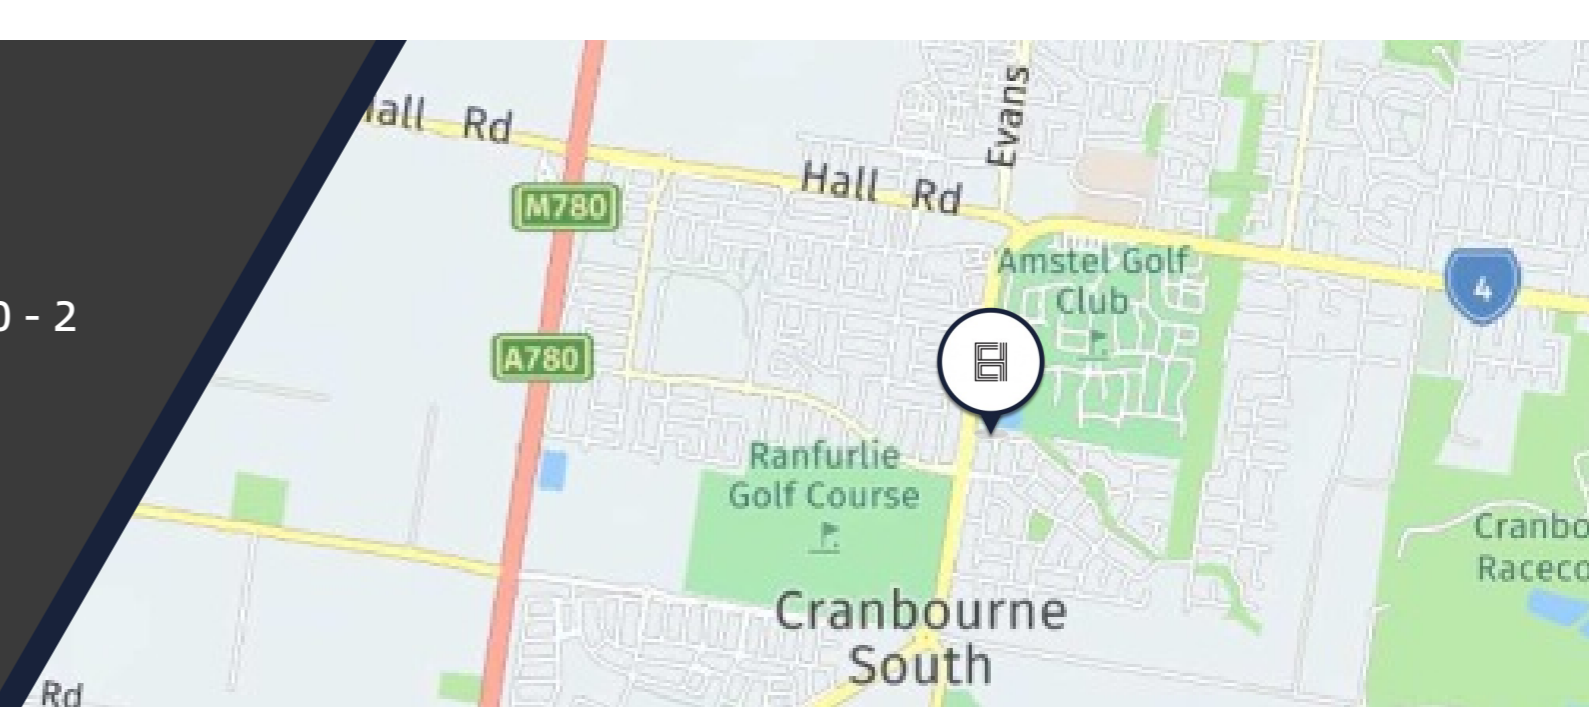 Hall Rd
Evans
M780
Hall Rd
Amstel Golf
Club
4
0 - 2
A780
Ranfurlie
Golf Course
Cranbo
Raceco
Cranbourne
South
Rd